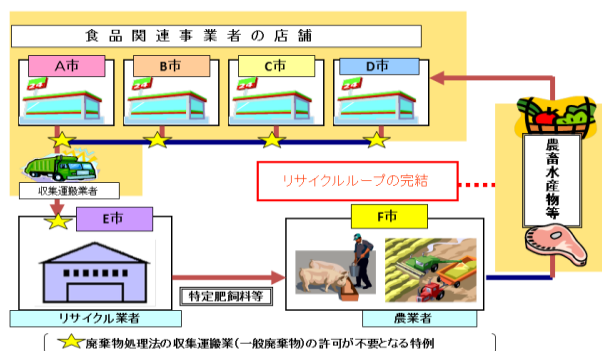 食品関連事業者の店舗
A市
B市
C市
D市
収集運搬業者
リサイクルループの完結
農畜水産物等
E市
F市
特定肥飼料等
リサイクル業者
農業者
廃棄物処理法の収集運搬業(一般廃棄物)の許可が不要となる特例